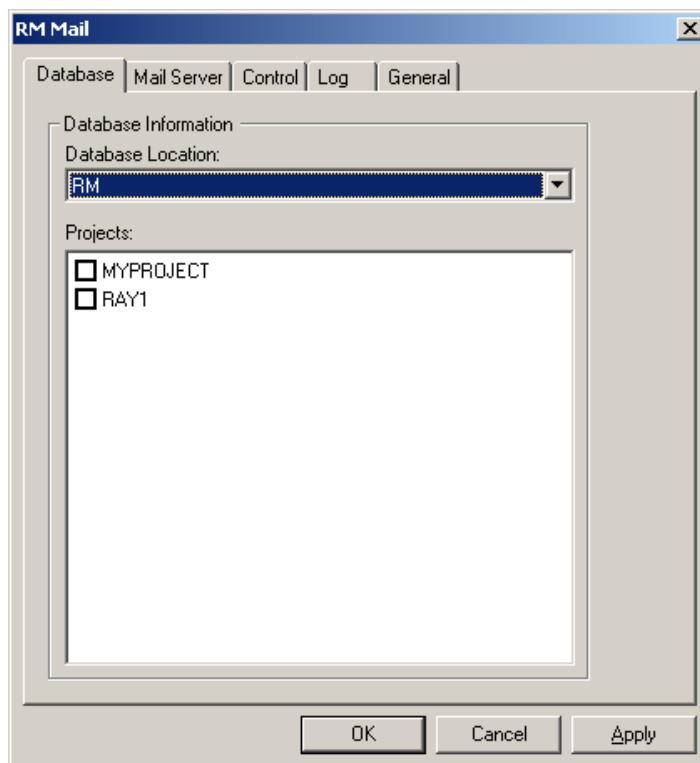 RM Mail
Database Mail Server Control Log General
Database Information
Database Location:
RM
Projects:
MYPROJECT
RAY1
OK Cancel Apply